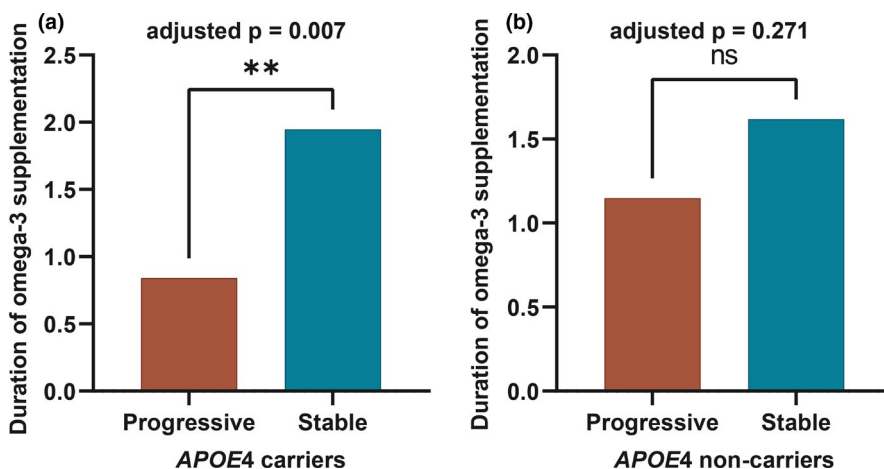 (a)
adjusted p = 0.007
**
Duration of omega-3 supplementation
2.5
2.0
1.5
1.0
0.5
0.0
Progressive Stable
APOE4 carriers
(b)
adjusted p = 0.271
ns
Duration of omega-3 supplementation
2.0
1.5
1.0
0.5
0.0
Progressive Stable
APOE4 non-carriers